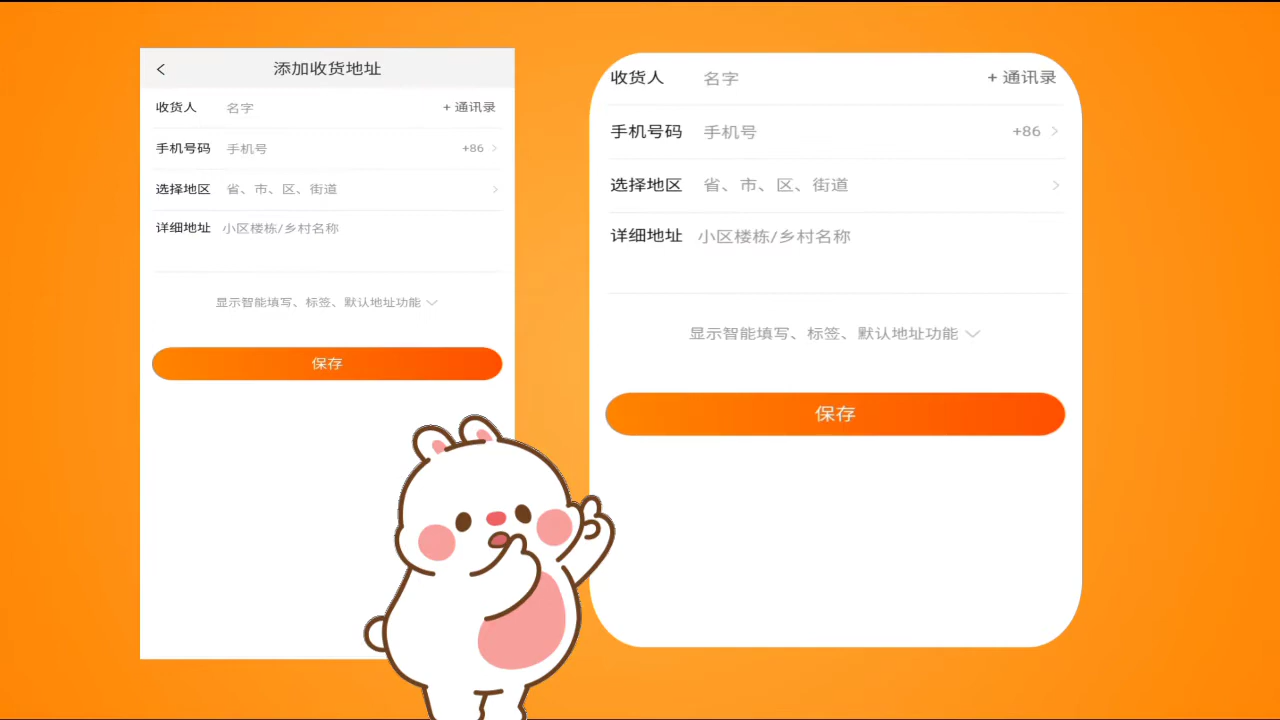 添加收货地址
收货人 名字 + 通讯录
手机号码 手机号 +86
选择地区 省、市、区、街道
详细地址 小区楼栋/乡村名称
显示智能填写、标签、默认地址功能
保存
收货人 名字 + 通讯录
手机号码 手机号 +86
选择地区 省、市、区、街道
详细地址 小区楼栋/乡村名称
显示智能填写、标签、默认地址功能
保存